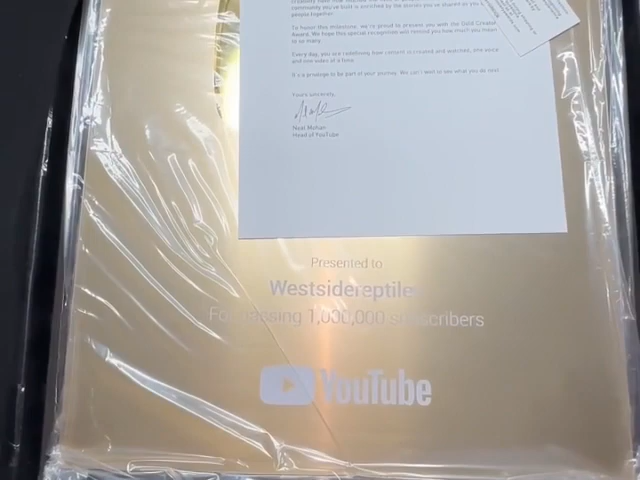 community you've built is enriched by the stories you've shared or
people together.
To honor this milestone, we're proud to present you with the Gold Creator
Award. We hope this special recognition will remind you how much you mean
to so many.
Every day, you are redefining how content is created and watched, one voice
and one video at a time.
It's a privilege to be part of your journey. We can't wait to see what you do next.
Yours sincerely,
Neal Mohan
Head of YouTube
Presented to
Westsidereptiles
For passing 1,000,000 subscribers
YouTube